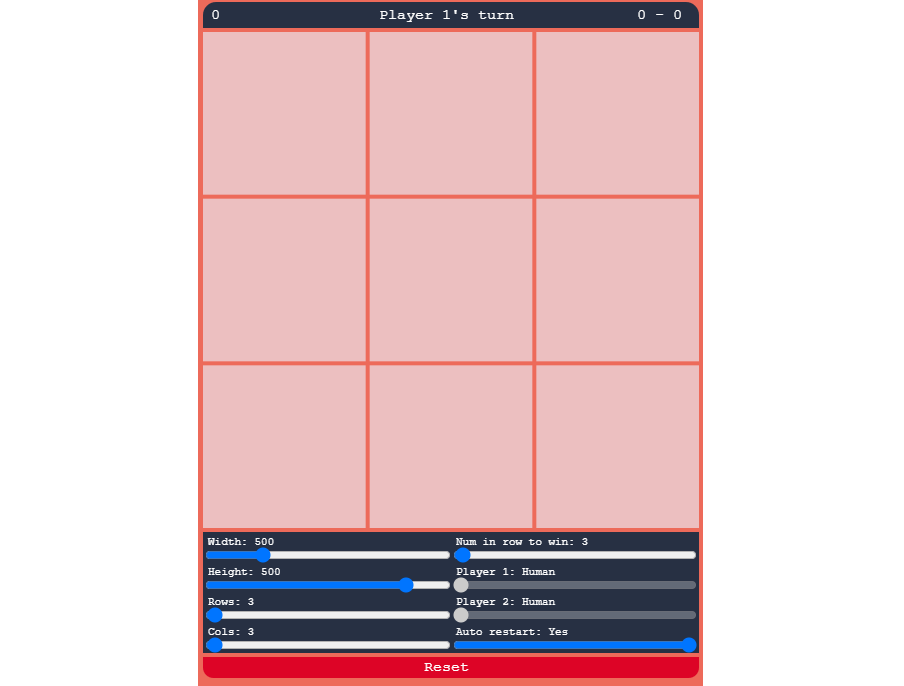 0 Player 1's turn 0 - 0
Width: 500 Num in row to win: 3
Height: 500 Player 1: Human
Rows: 3 Player 2: Human
Cols: 3 Auto restart: Yes
Reset